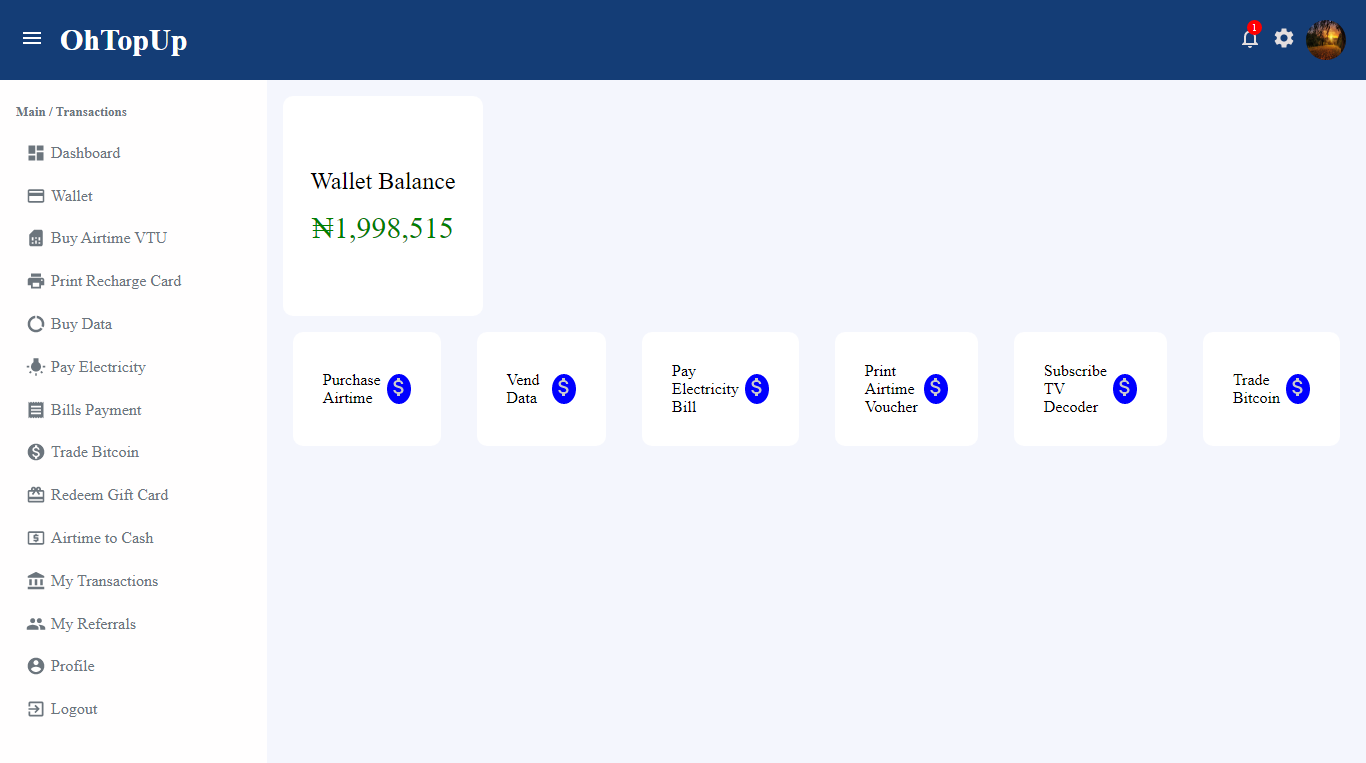 OhTopUp
1
Main / Transactions
Dashboard
Wallet
Buy Airtime VTU
Print Recharge Card
Buy Data
Pay Electricity
Bills Payment
Trade Bitcoin
Redeem Gift Card
Airtime to Cash
My Transactions
My Referrals
Profile
Logout
Wallet Balance
₦1,998,515
Purchase
Airtime
Vend
Data
Pay
Electricity
Bill
Print
Airtime
Voucher
Subscribe
TV
Decoder
Trade
Bitcoin